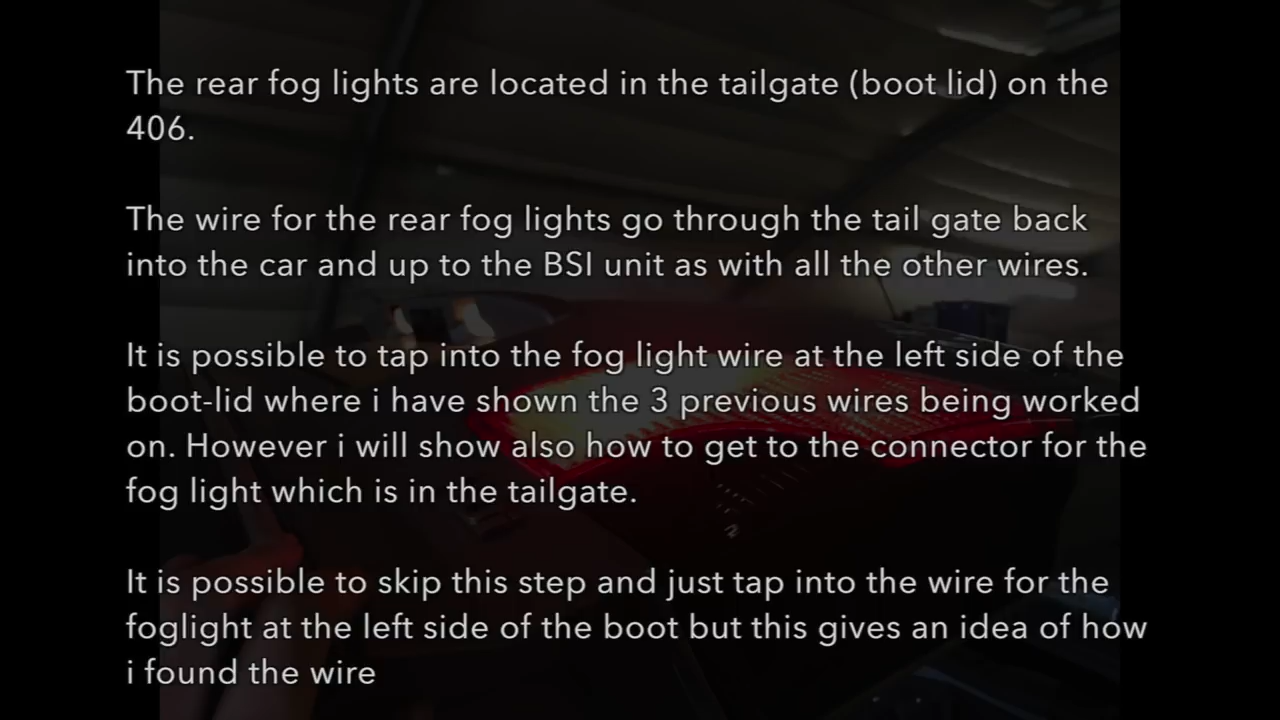 The rear fog lights are located in the tailgate (boot lid) on the
406.
The wire for the rear fog lights go through the tail gate back
into the car and up to the BSI unit as with all the other wires.
It is possible to tap into the fog light wire at the left side of the
boot-lid where i have shown the 3 previous wires being worked
on. However i will show also how to get to the connector for the
fog light which is in the tailgate.
It is possible to skip this step and just tap into the wire for the
foglight at the left side of the boot but this gives an idea of how
i found the wire